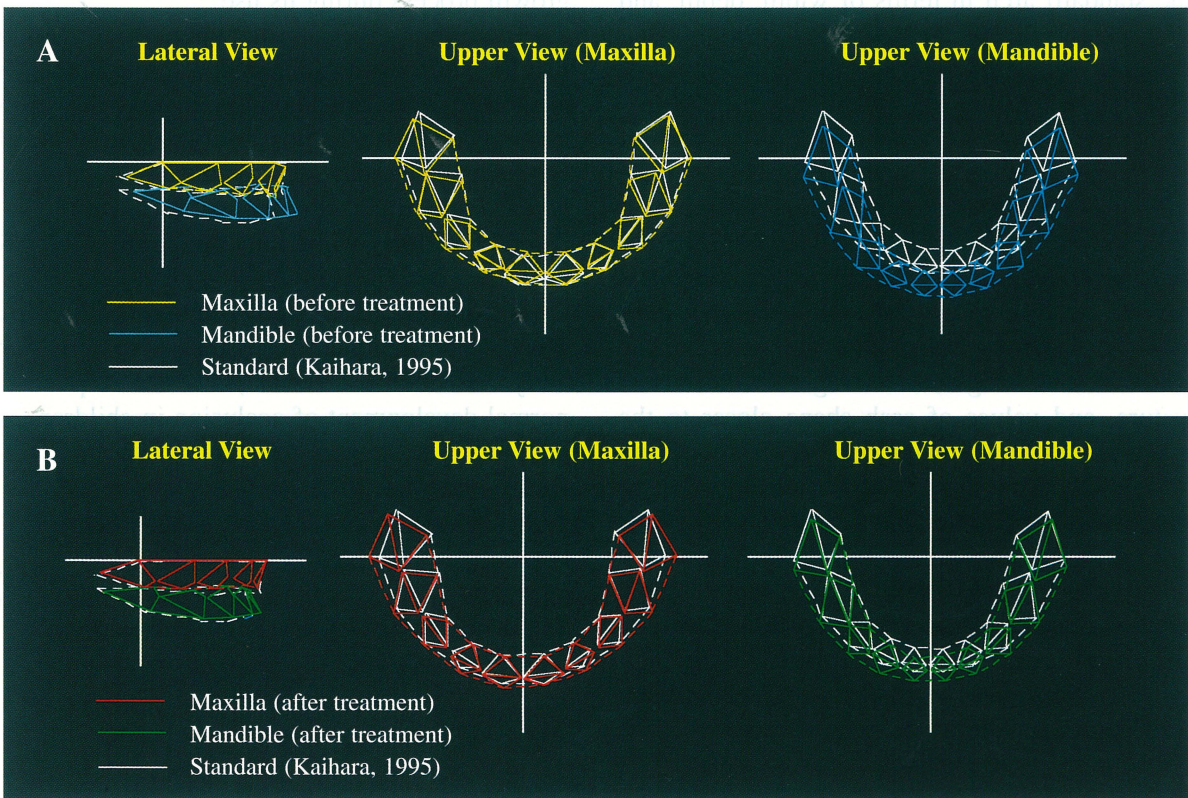 A
Lateral View
Upper View (Maxilla)
Upper View (Mandible)
Maxilla (before treatment)
Mandible (before treatment)
Standard (Kaihara, 1995)
B
Lateral View
Upper View (Maxilla)
Upper View (Mandible)
Maxilla (after treatment)
Mandible (after treatment)
Standard (Kaihara, 1995)